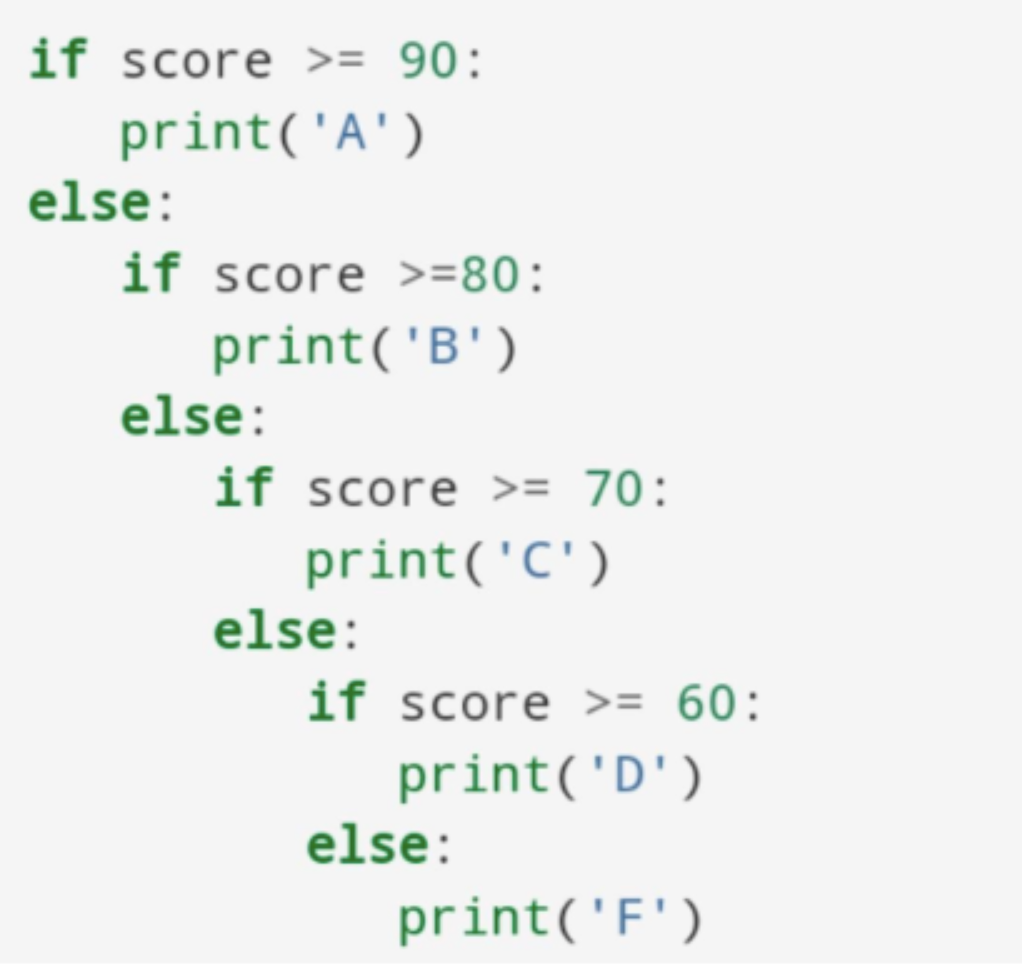 if score >= 90:
   print('A')
else:
   if score >=80:
      print('B')
   else:
      if score >= 70:
         print('C')
      else:
         if score >= 60:
            print('D')
         else:
            print('F')